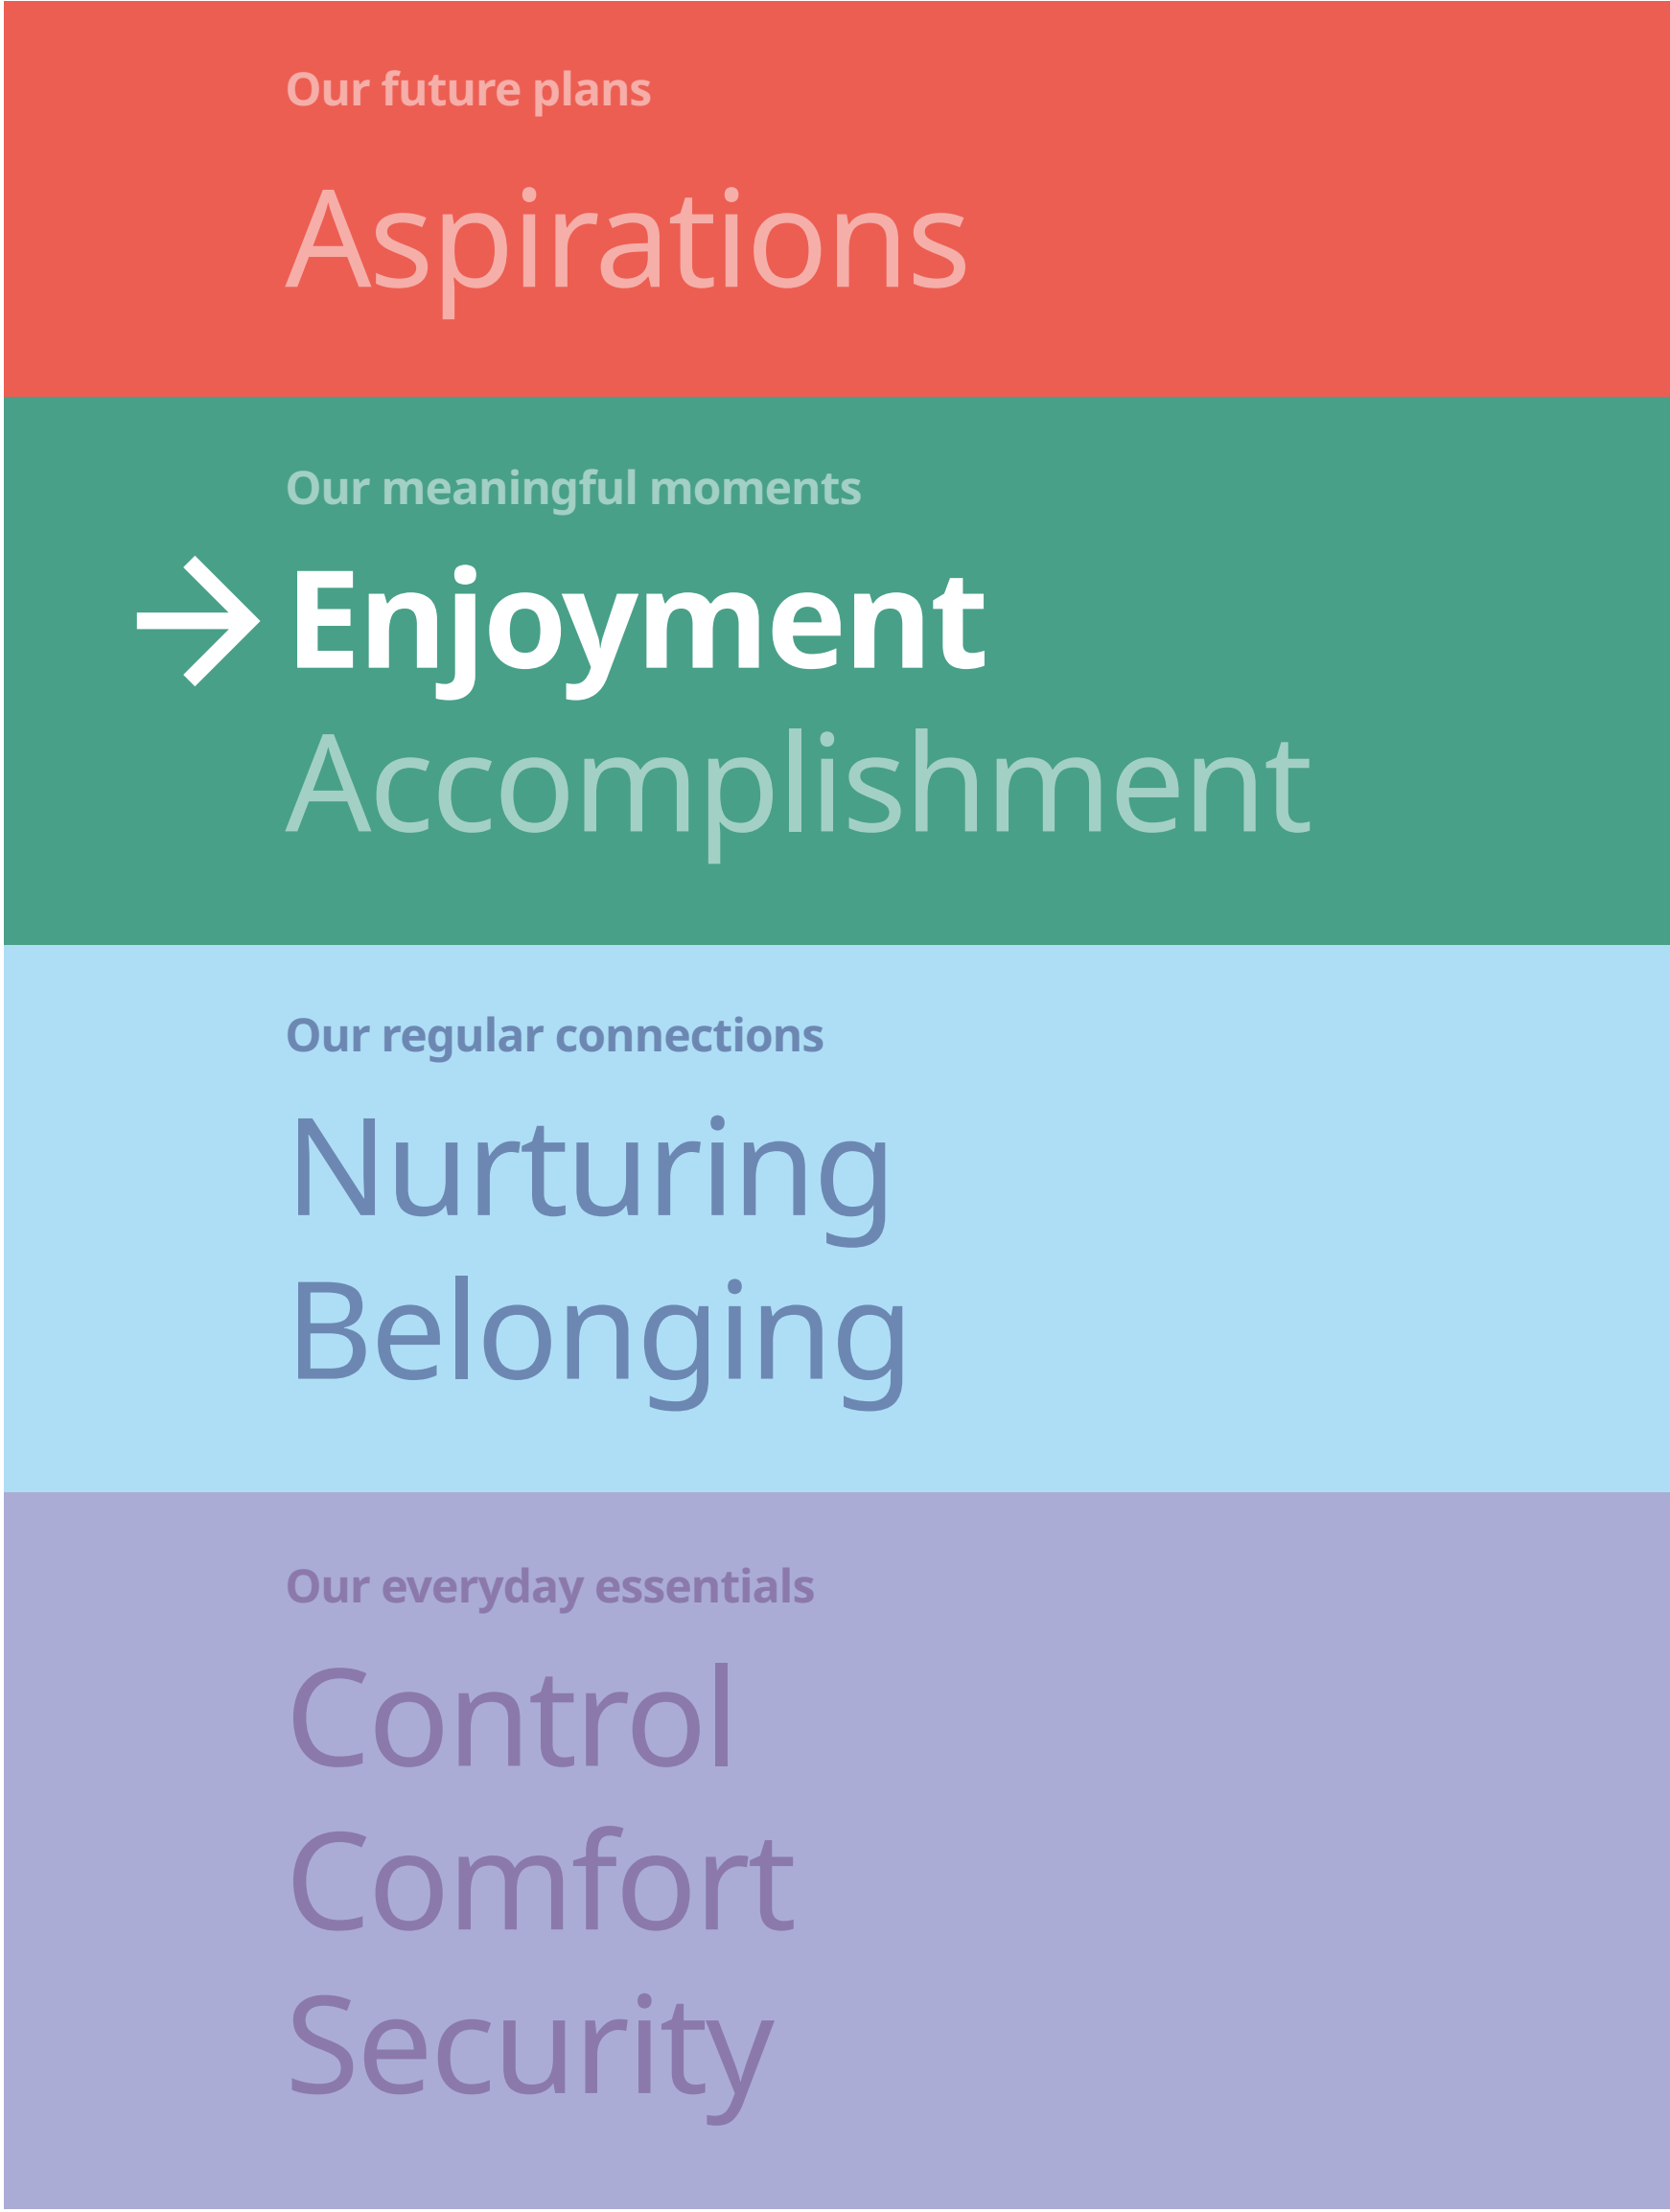 Our future plans
Aspirations
Our meaningful moments
Enjoyment
Accomplishment
Our regular connections
Nurturing
Belonging
Our everyday essentials
Control
Comfort
Security